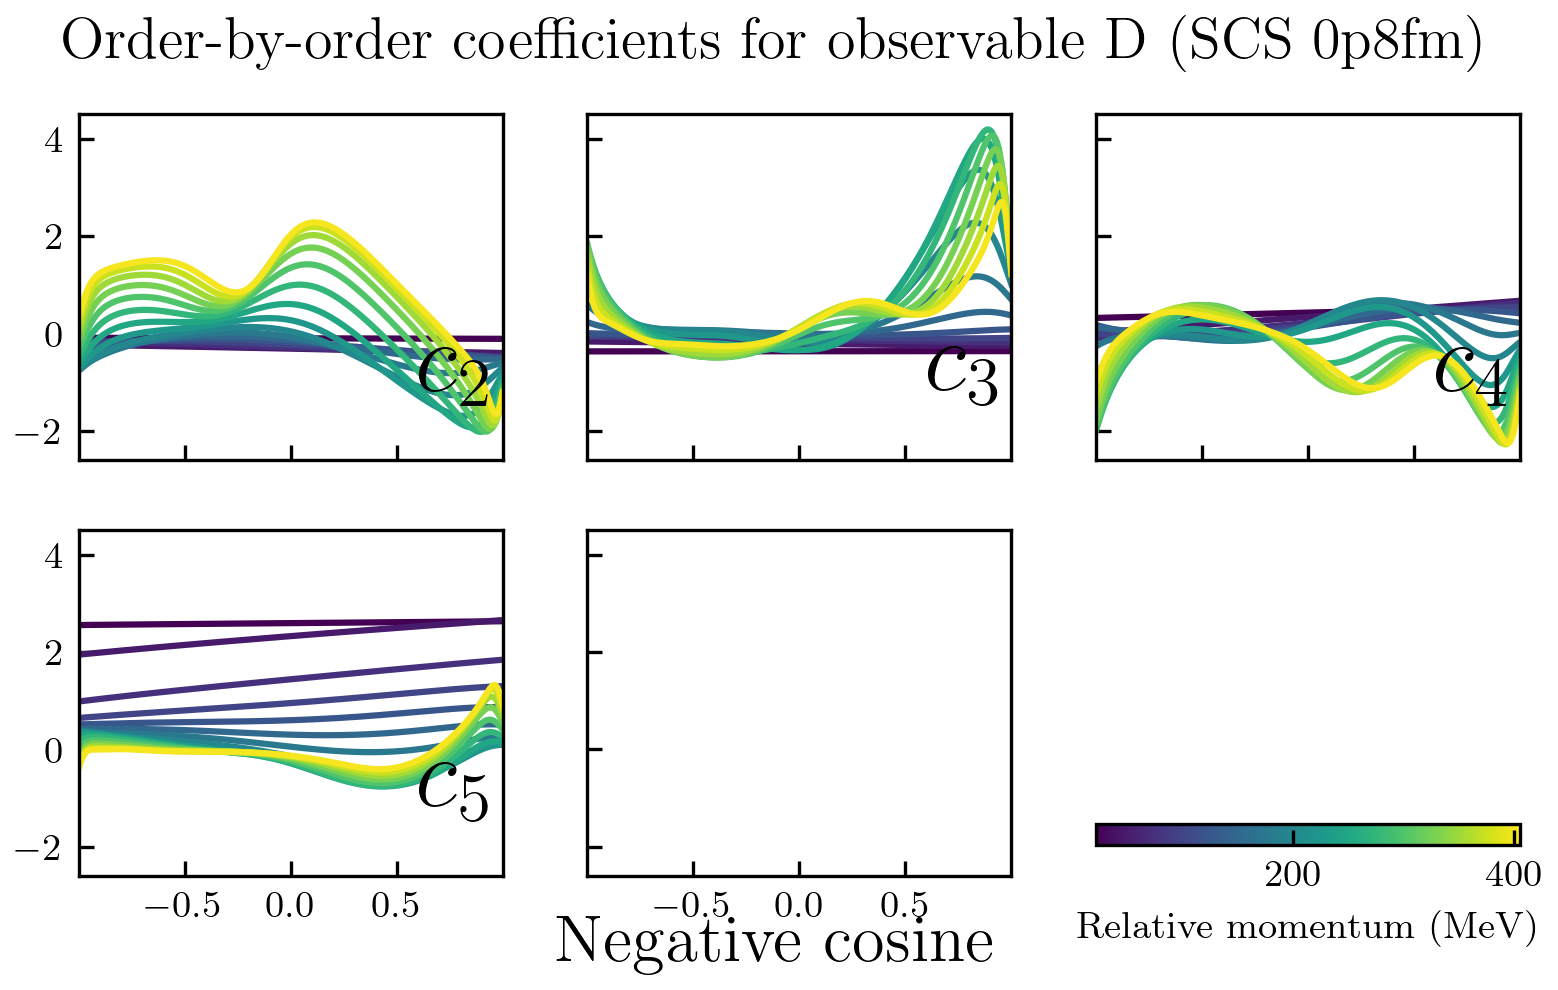 Order-by-order coefficients for observable D (SCS 0p8fm)
4
2
0
−2
c2
c3
c4
4
2
0
−2
c5
−0.5 0.0 0.5
−0.5 0.0 0.5
200 400
Relative momentum (MeV)
Negative cosine